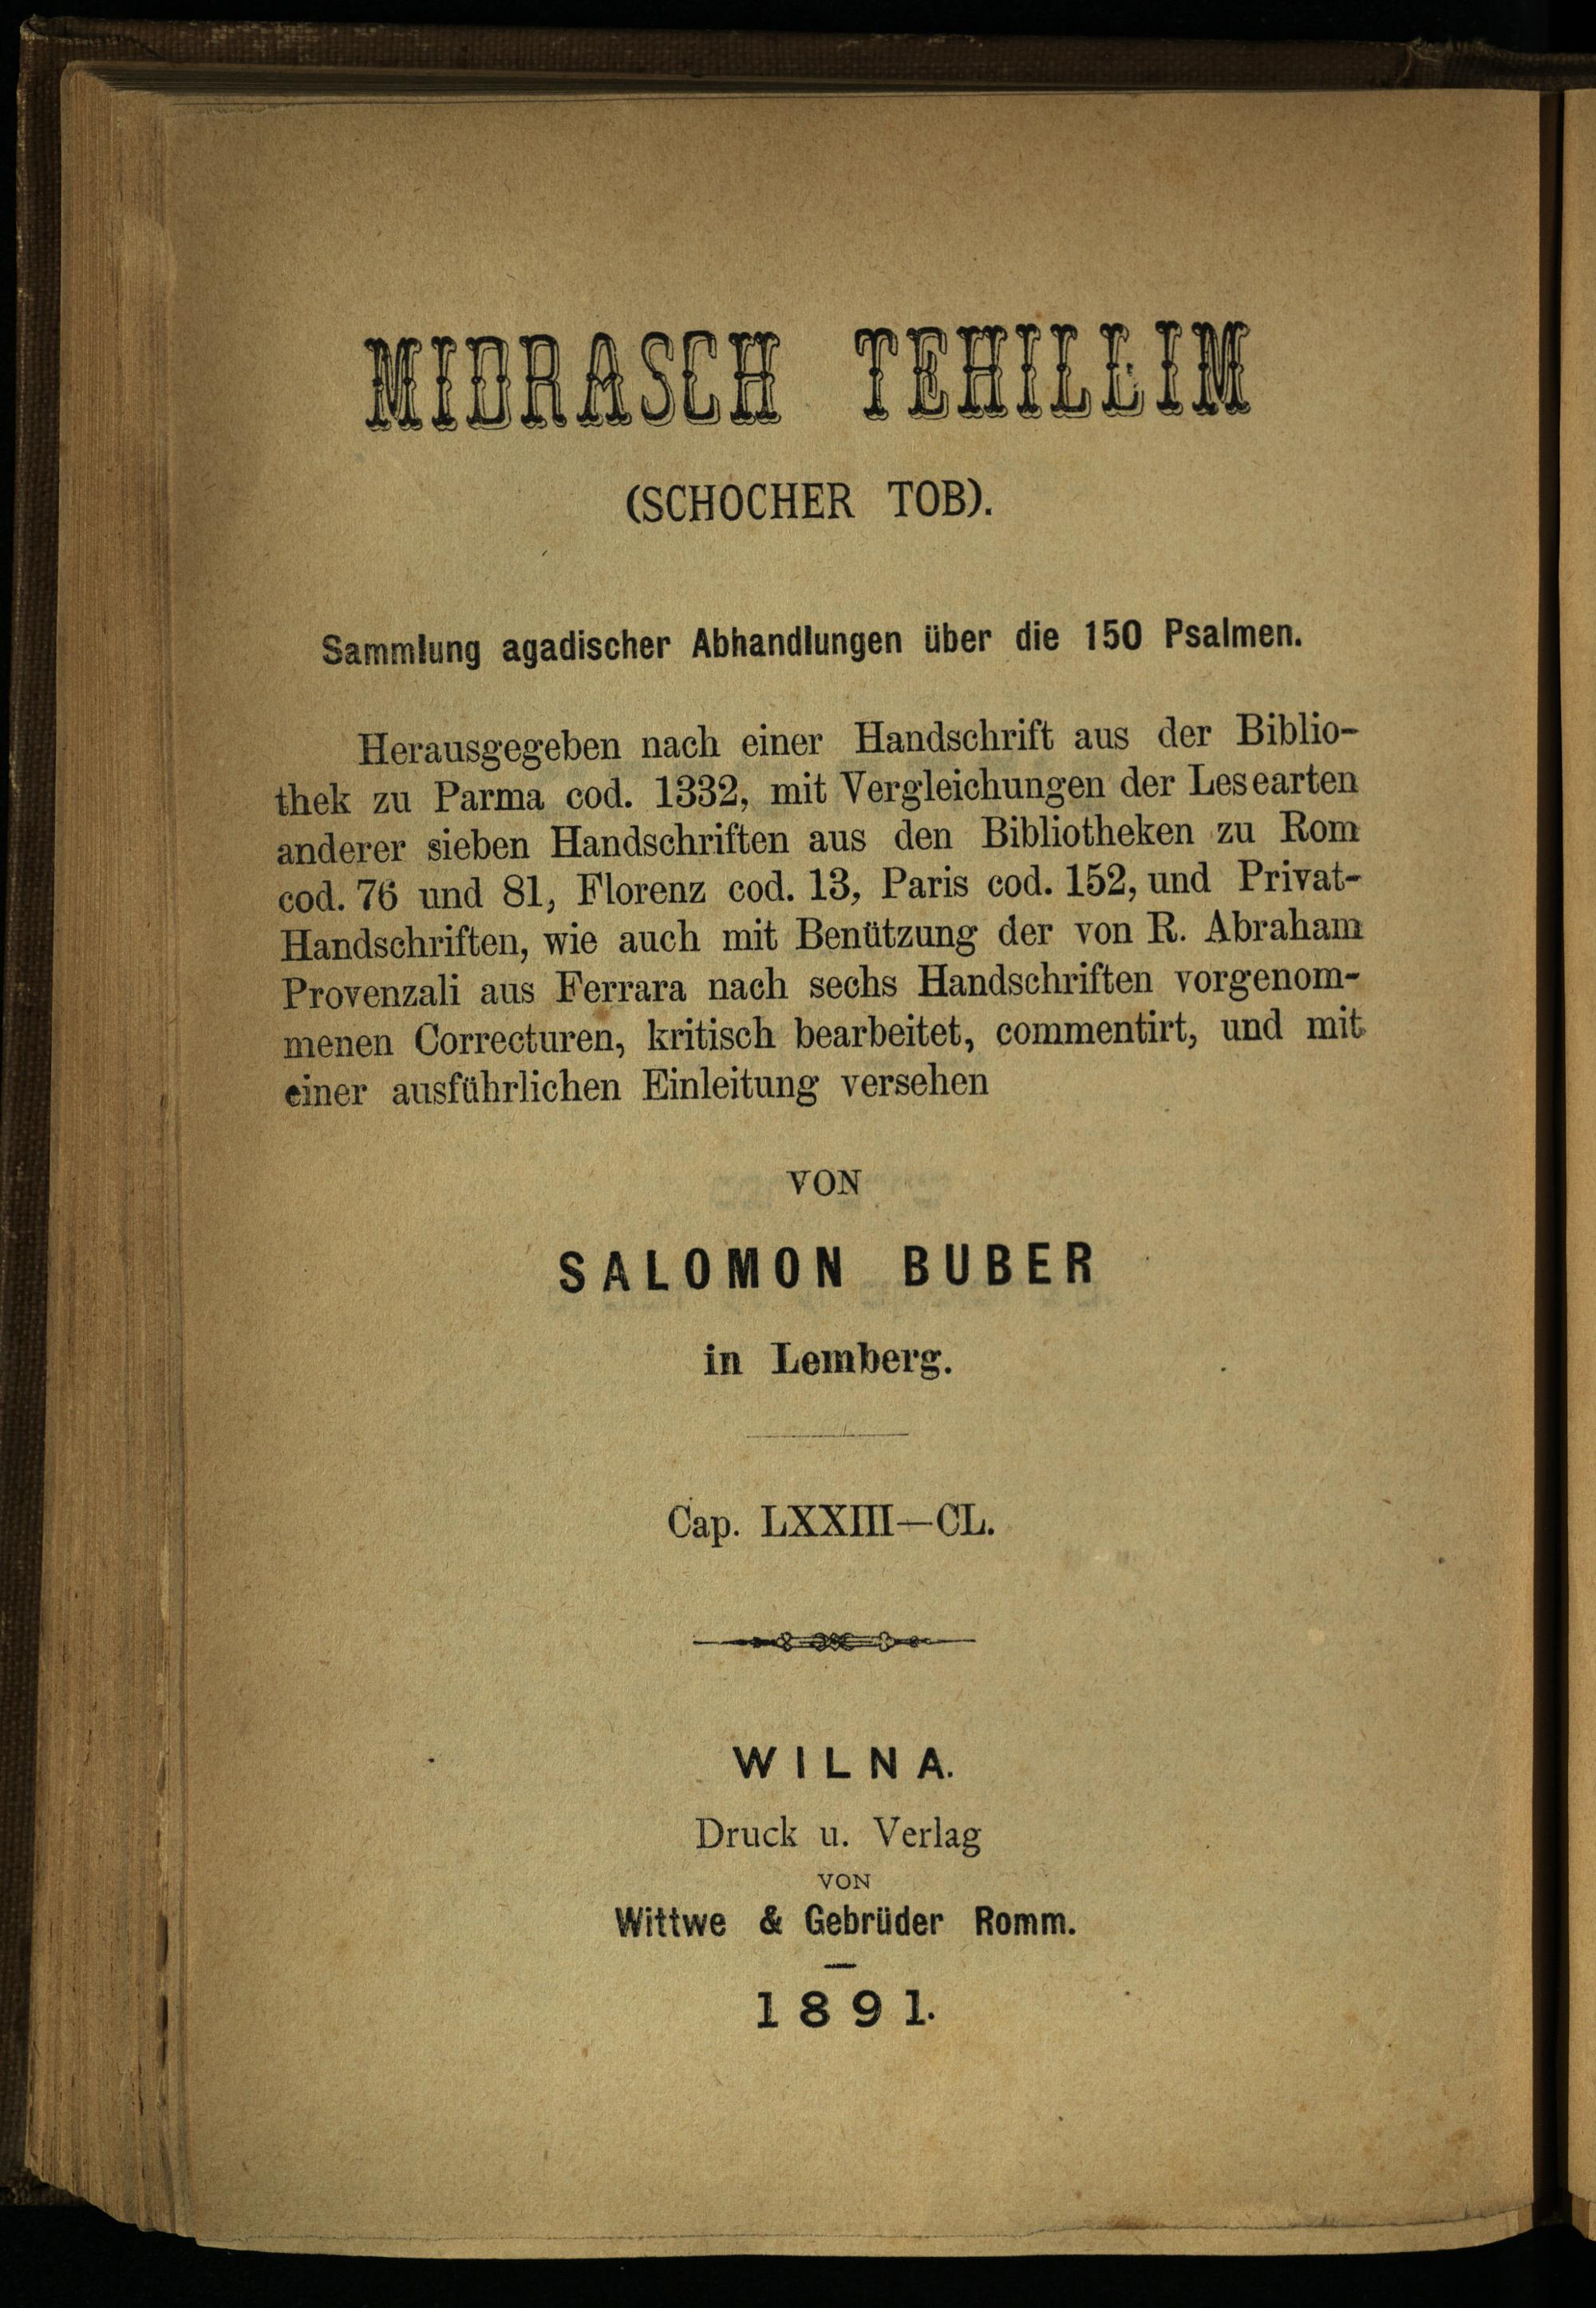 MIDRASCH TEHILLIM
(SCHOCHER TOB).
Sammlung agadischer Abhandlungen über die 150 Psalmen.
Herausgegeben nach einer Handschrift aus der Biblio-
thek zu Parma cod. 1332, mit Vergleichungen der Lesearten
anderer sieben Handschriften aus den Bibliotheken zu Rom
cod. 76 und 81, Florenz cod. 13, Paris cod. 152, und Privat-
Handschriften, wie auch mit Benützung der von R. Abraham
Provenzali aus Ferrara nach sechs Handschriften vorgenom-
menen Correcturen, kritisch bearbeitet, commentirt, und mit
einer ausführlichen Einleitung versehen
VON
SALOMON BUBER
in Lemberg.
Cap. LXXIII—CL.
WILNA.
Druck u. Verlag
VON
Wittwe & Gebrüder Romm.
1891.